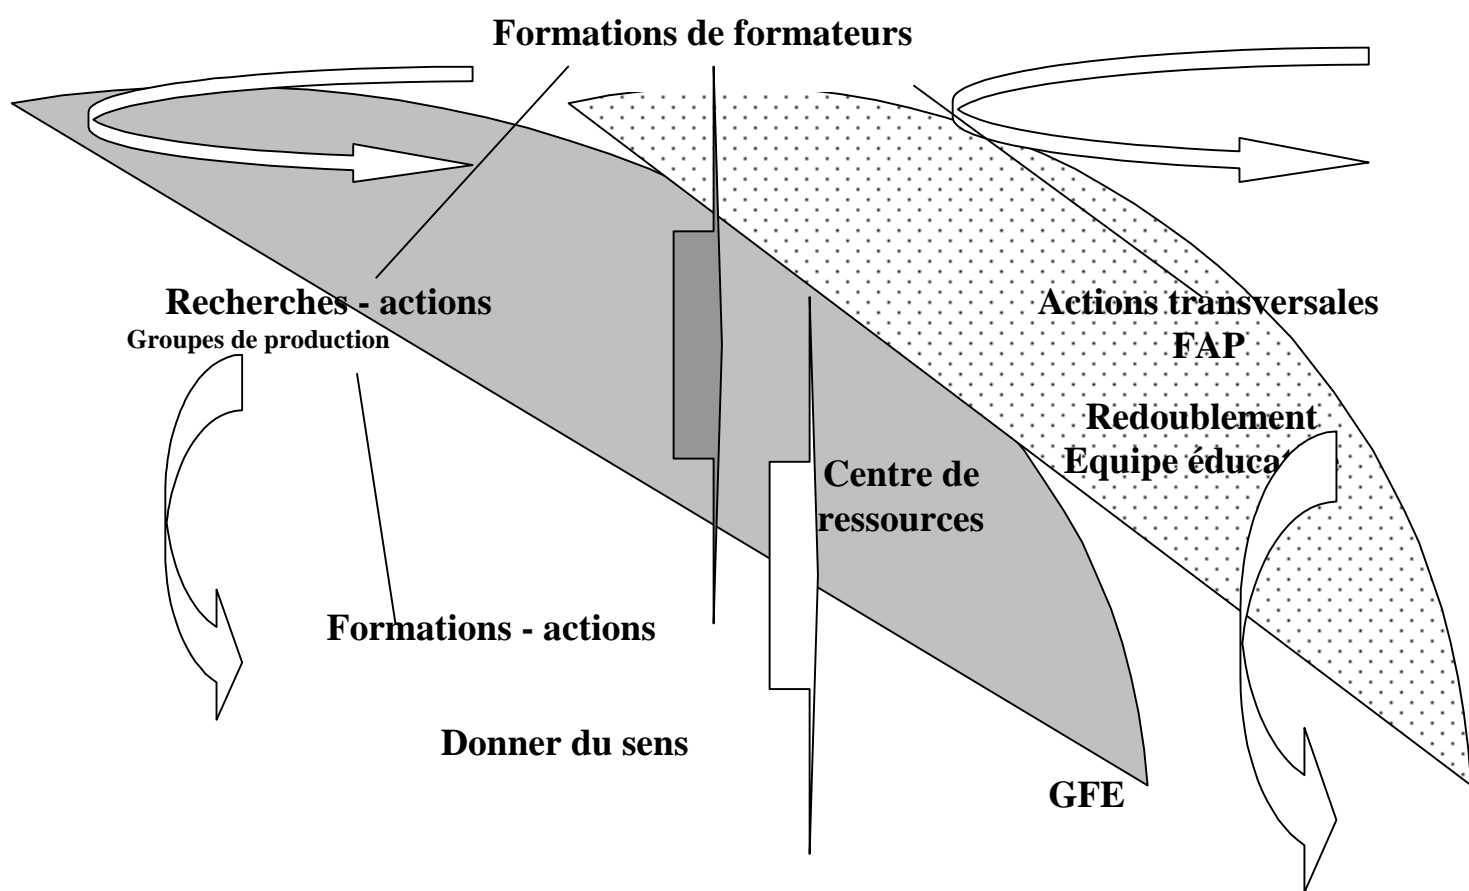 Formations de formateurs
Recherches - actions
Groupes de production
Actions transversales
FAP
Redoublement
Equipe éduca
Centre de
ressources
Formations - actions
Donner du sens
GFE